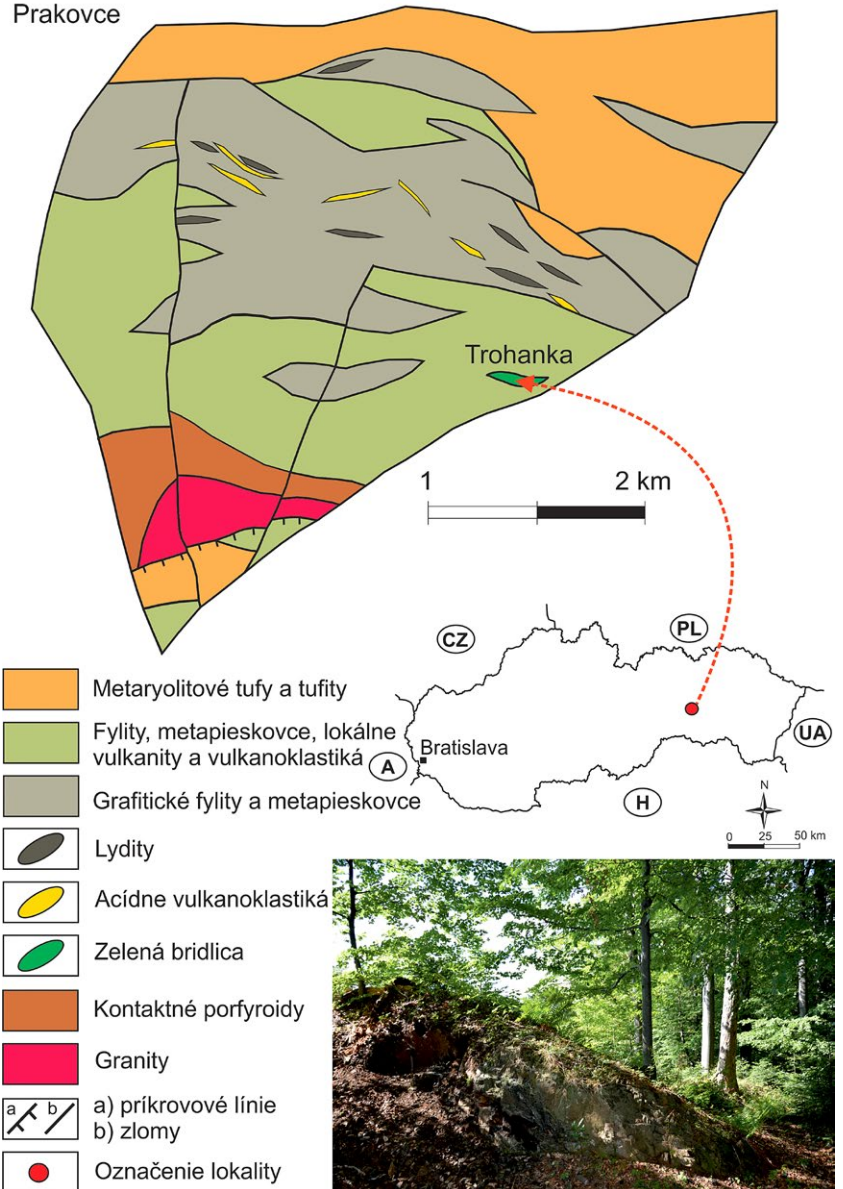 Prakovce
Trohanka
1 2 km
CZ
PL
UA
A
Bratislava
H
N
0 25 50 km
Metaryolitové tufy a tufity
Fylity, metapieskovce, lokálne
vulkanity a vulkanoklastiká
Grafitické fylity a metapieskovce
Lydity
Acídne vulkanoklastiká
Zelená bridlica
Kontaktné porfyroidy
Granity
a b
a) príkrovové línie
b) zlomy
Označenie lokality